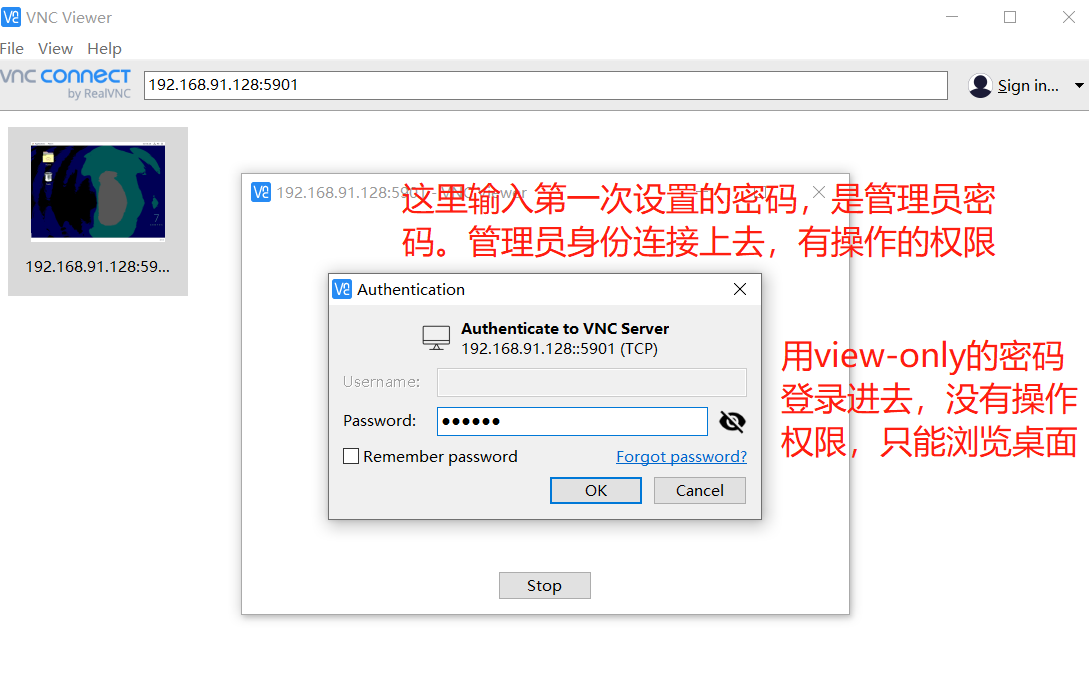 VNC Viewer
File View Help
vnc connect
by RealVNC
192.168.91.128:5901
Sign in...
192.168.91.128:59...
192.168.91.128:5901 - VNC Viewer
这里输入第一次设置的密码，是管理员密
码。管理员身份连接上去，有操作的权限
Authentication
Authenticate to VNC Server
192.168.91.128::5901 (TCP)
用view-only的密码
登录进去，没有操作
权限，只能浏览桌面
Username:
Password: ●●●●●●
Remember password Forgot password?
OK Cancel
Stop